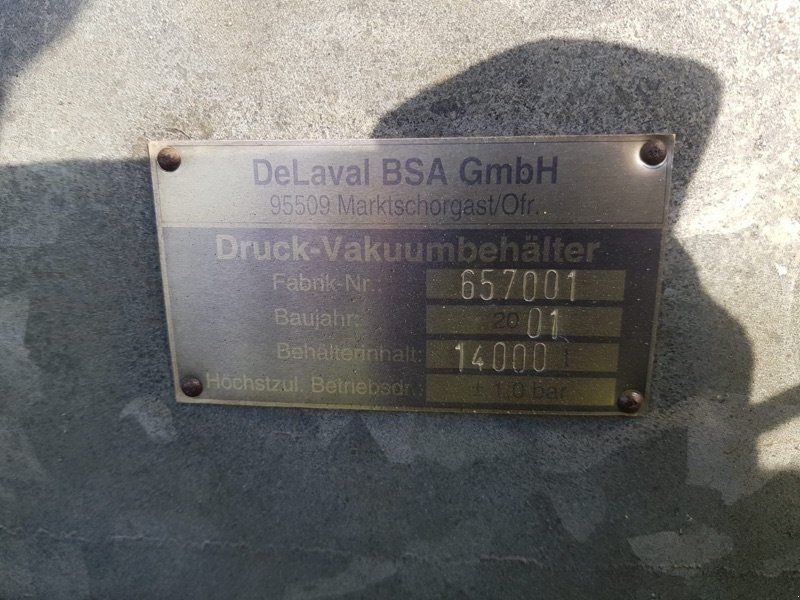 DeLaval BSA GmbH
95509 Marktschorgast/Ofr.
Druck-Vakuumbehälter
Fabrik-Nr.: 657001
Baujahr: 20 01
Behälterinhalt: 14000 l
Höchstzul. Betriebsdr.: ± 1,0 bar